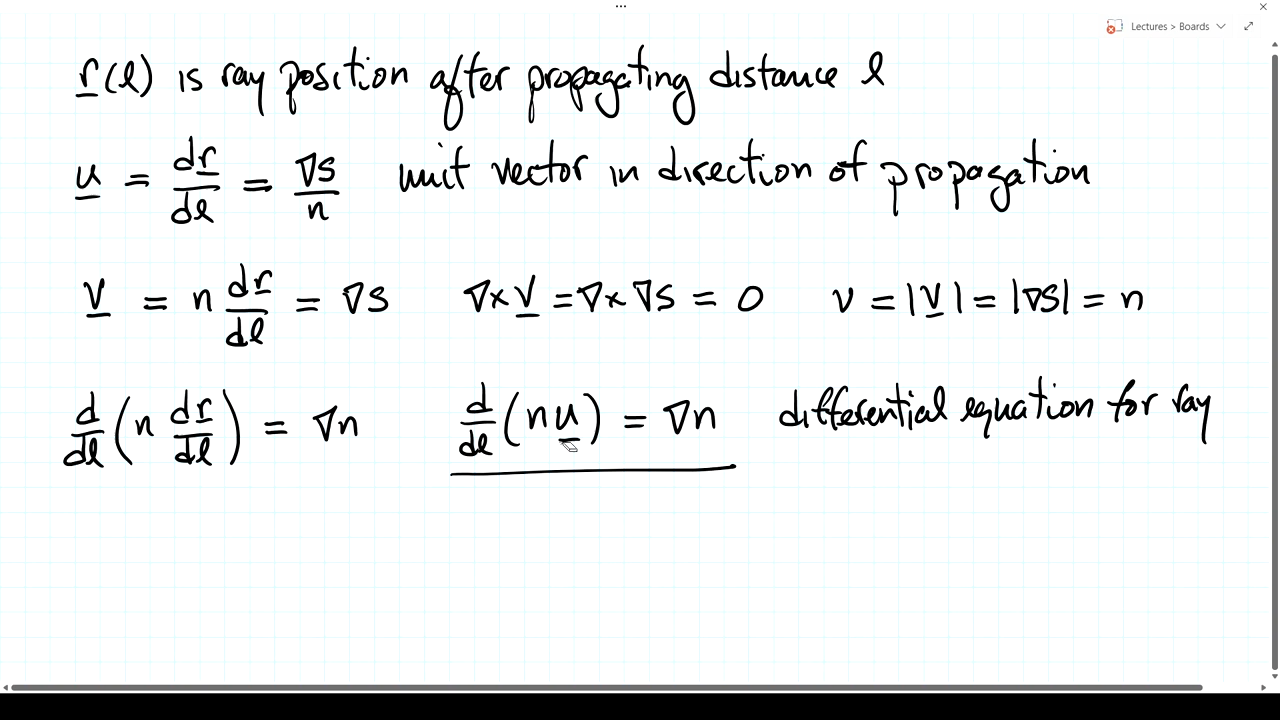 Lectures > Boards
r(l) is ray position after propagating distance l
u = dr/dl = ∇S/n unit vector in direction of propagation
v = n dr/dl = ∇S ∇×v = ∇×∇S = 0 v = |v| = |∇S| = n
d/dl (n dr/dl) = ∇n d/dl (nu) = ∇n differential equation for ray